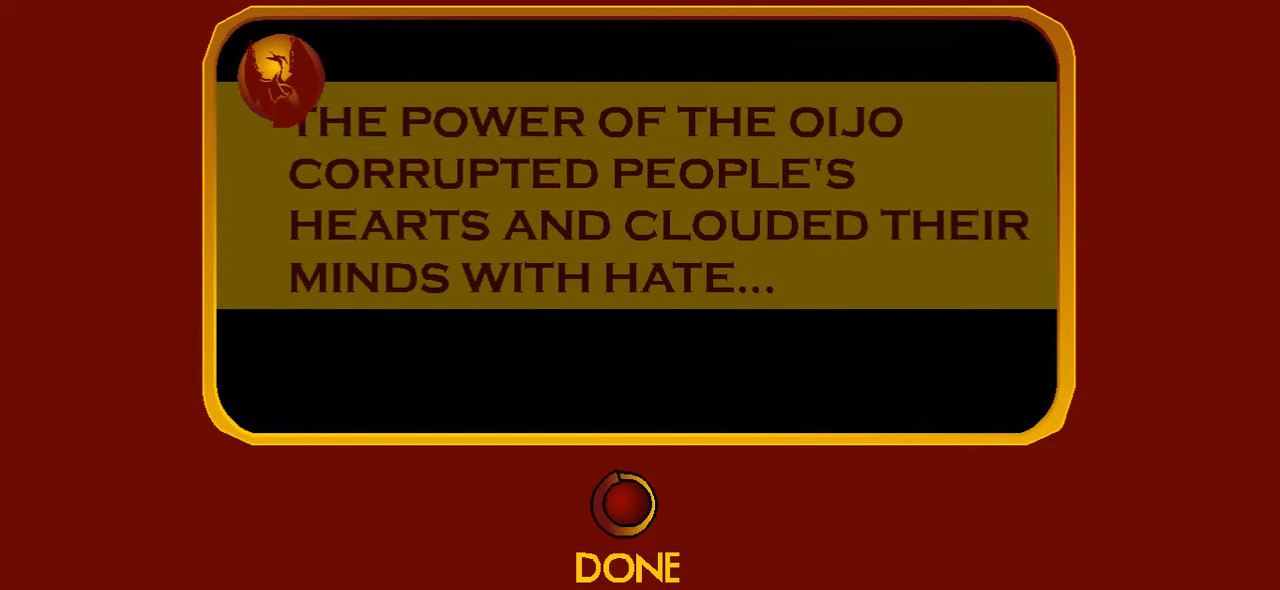 THE POWER OF THE OIJO
CORRUPTED PEOPLE'S
HEARTS AND CLOUDED THEIR
MINDS WITH HATE...
DONE